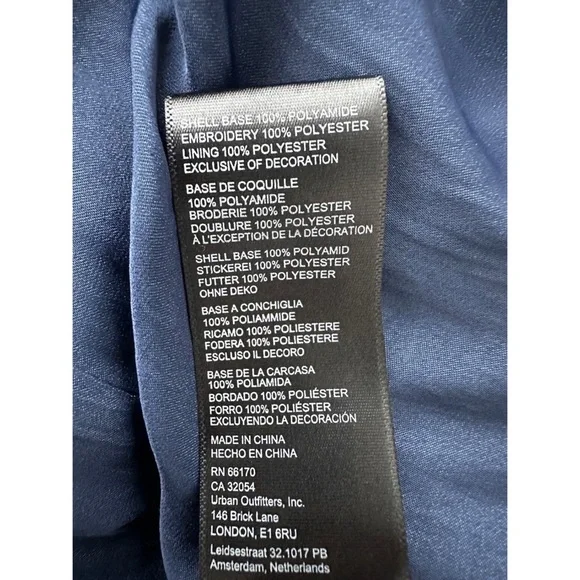 SHELL BASE 100% POLYAMIDE
EMBROIDERY 100% POLYESTER
LINING 100% POLYESTER
EXCLUSIVE OF DECORATION
BASE DE COQUILLE
100% POLYAMIDE
BRODERIE 100% POLYESTER
DOUBLURE 100% POLYESTER
À L'EXCEPTION DE LA DÉCORATION
SHELL BASE 100% POLYAMID
STICKEREI 100% POLYESTER
FUTTER 100% POLYESTER
OHNE DEKO
BASE A CONCHIGLIA
100% POLIAMMIDE
RICAMO 100% POLIESTERE
FODERA 100% POLIESTERE
ESCLUSO IL DECORO
BASE DE LA CARCASA
100% POLIAMIDA
BORDADO 100% POLIÉSTER
FORRO 100% POLIÉSTER
EXCLUYENDO LA DECORACIÓN
MADE IN CHINA
HECHO EN CHINA
RN 66170
CA 32054
Urban Outfitters, Inc.
146 Brick Lane
LONDON, E1 6RU
Leidsestraat 32.1017 PB
Amsterdam, Netherlands